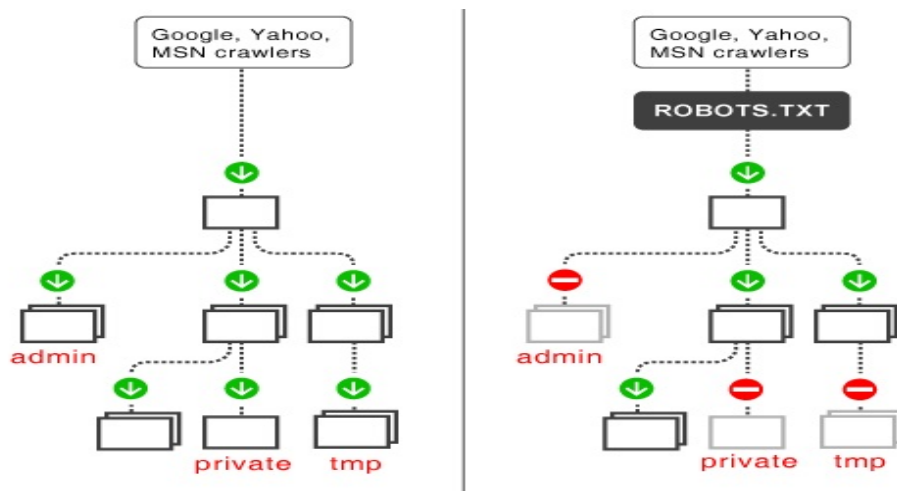 Google, Yahoo,
MSN crawlers
admin
private
tmp
Google, Yahoo,
MSN crawlers
ROBOTS.TXT
admin
private
tmp